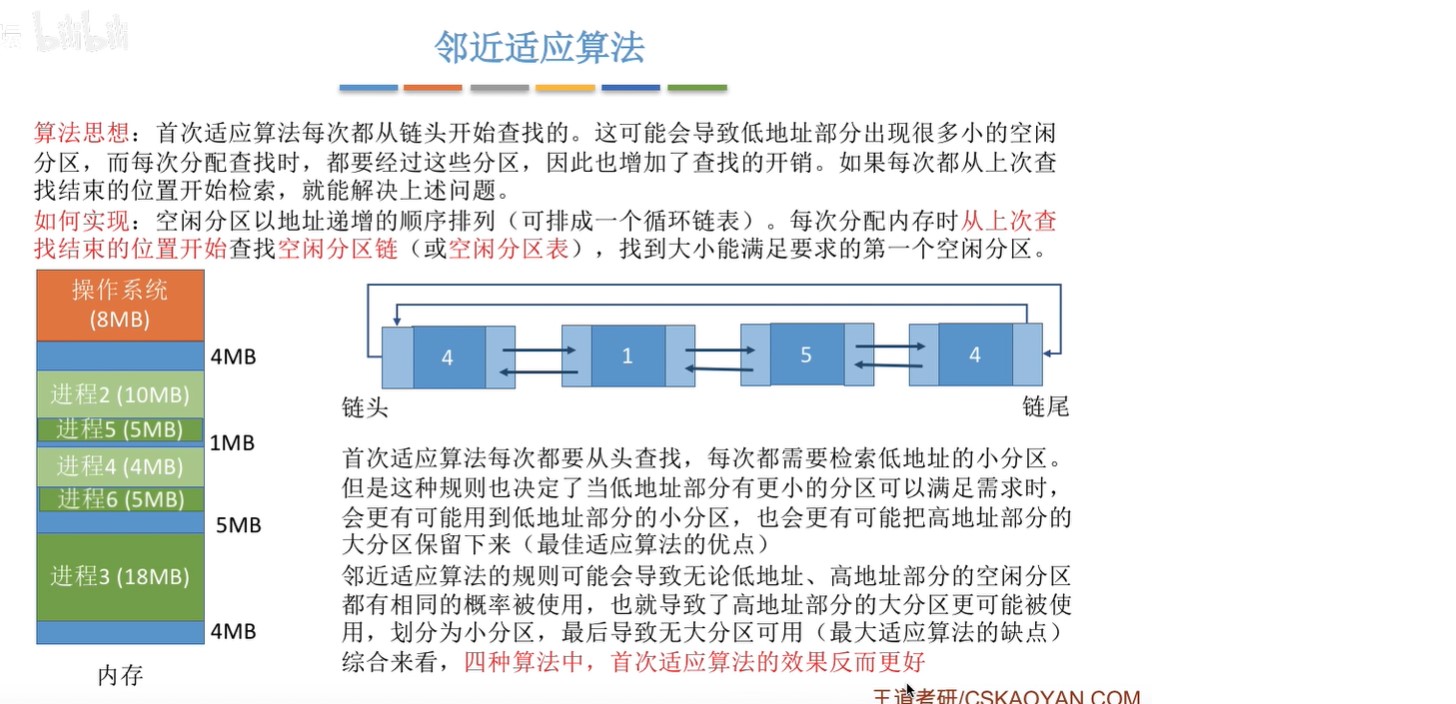 bilibili
邻近适应算法
算法思想：首次适应算法每次都从链头开始查找的。这可能会导致低地址部分出现很多小的空闲
分区，而每次分配查找时，都要经过这些分区，因此也增加了查找的开销。如果每次都从上次查
找结束的位置开始检索，就能解决上述问题。
如何实现：空闲分区以地址递增的顺序排列（可排成一个循环链表）。每次分配内存时从上次查
找结束的位置开始查找空闲分区链（或空闲分区表），找到大小能满足要求的第一个空闲分区。
操作系统
(8MB)
4MB
进程2 (10MB)
进程5 (5MB)
1MB
进程4 (4MB)
进程6 (5MB)
5MB
进程3 (18MB)
4MB
内存
4
1
5
4
链头
链尾
首次适应算法每次都要从头查找，每次都需要检索低地址的小分区。
但是这种规则也决定了当低地址部分有更小的分区可以满足需求时，
会更有可能用到低地址部分的小分区，也会更有可能把高地址部分的
大分区保留下来（最佳适应算法的优点）
邻近适应算法的规则可能会导致无论低地址、高地址部分的空闲分区
都有相同的概率被使用，也就导致了高地址部分的大分区更可能被使
用，划分为小分区，最后导致无大分区可用（最大适应算法的缺点）
综合来看，四种算法中，首次适应算法的效果反而更好
王道考研/CSKAOYAN.COM